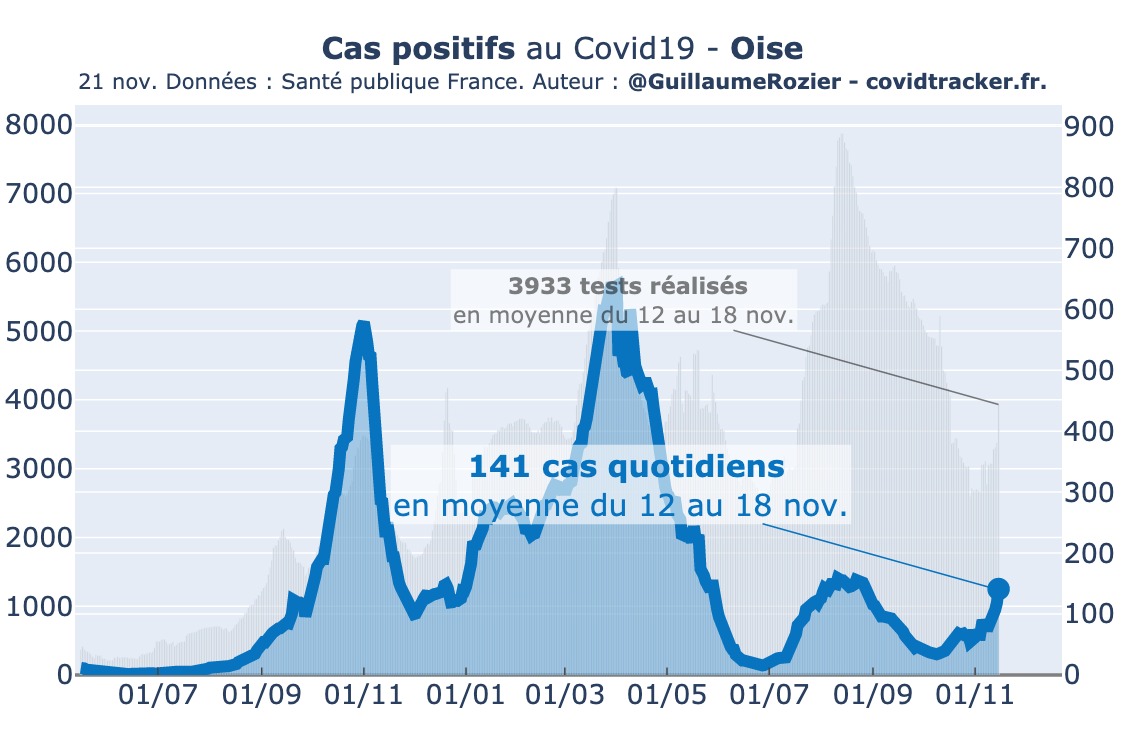 Cas positifs au Covid19 - Oise
21 nov. Données : Santé publique France. Auteur : @GuillaumeRozier - covidtracker.fr.
8000
7000
6000
5000
4000
3000
2000
1000
0
900
800
700
600
500
400
300
200
100
0
3933 tests réalisés
en moyenne du 12 au 18 nov.
141 cas quotidiens
en moyenne du 12 au 18 nov.
01/07 01/09 01/11 01/01 01/03 01/05 01/07 01/09 01/11